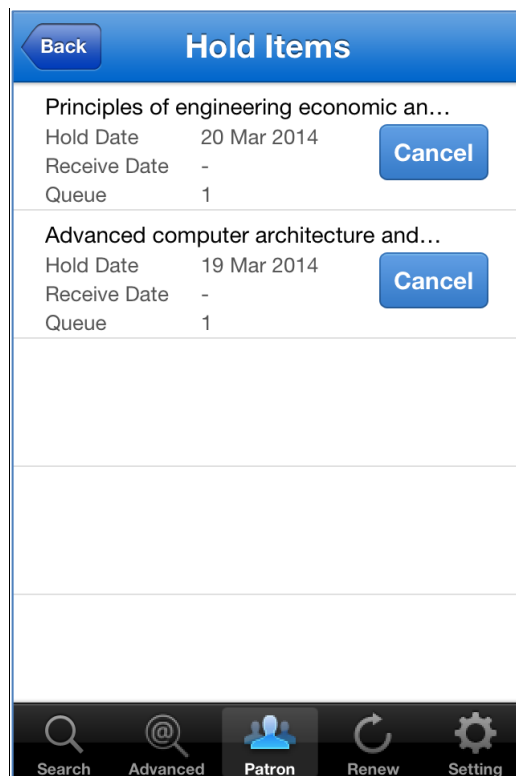 Back Hold Items
Principles of engineering economic an…
Hold Date 20 Mar 2014
Cancel
Receive Date -
Queue 1
Advanced computer architecture and…
Hold Date 19 Mar 2014
Cancel
Receive Date -
Queue 1
Search Advanced Patron Renew Setting